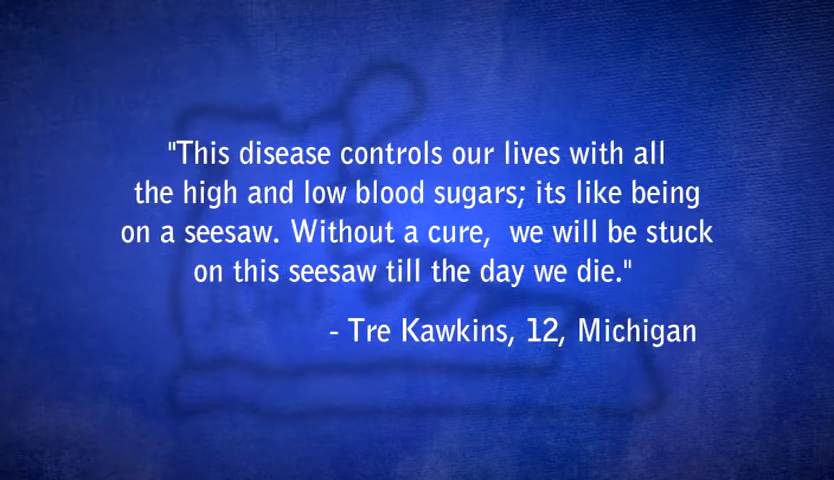 "This disease controls our lives with all
the high and low blood sugars; its like being
on a seesaw. Without a cure,  we will be stuck
on this seesaw till the day we die."
- Tre Kawkins, 12, Michigan